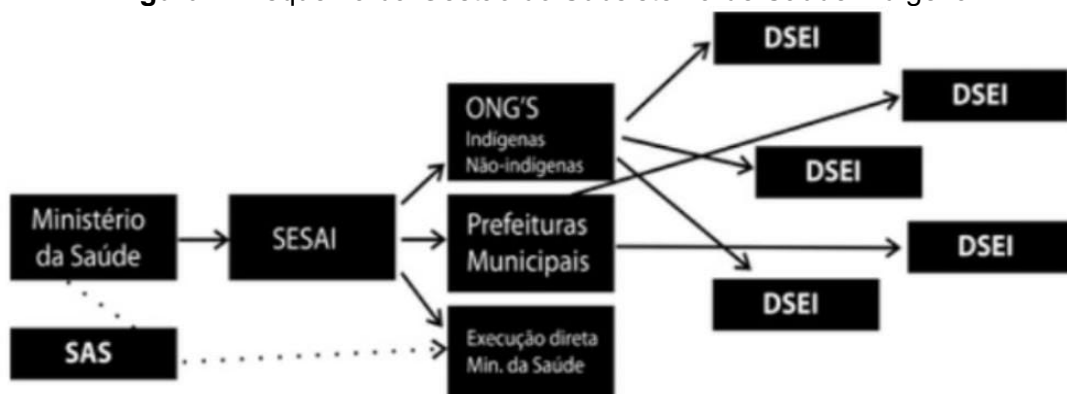 DSEI
ONG'S
Indígenas
Não-indígenas
DSEI
DSEI
Ministério
da Saúde
SESAI
Prefeituras
Municipais
DSEI
DSEI
SAS
Execução direta
Min. da Saúde